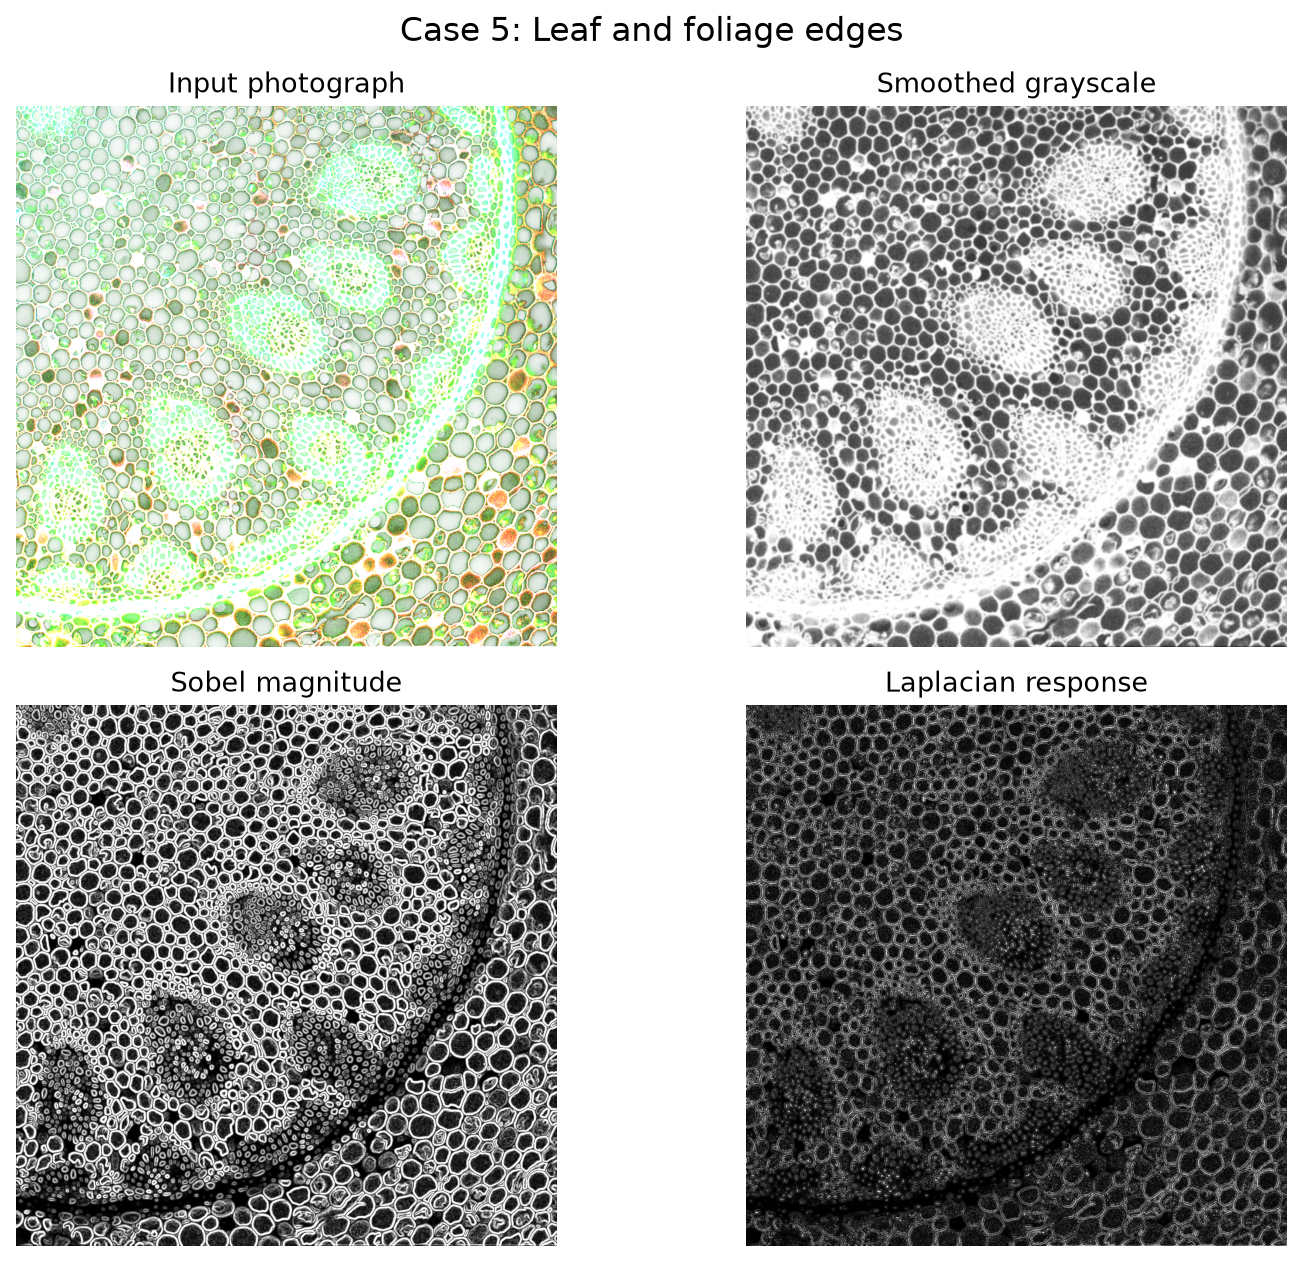 Case 5: Leaf and foliage edges
Input photograph
Smoothed grayscale
Sobel magnitude
Laplacian response